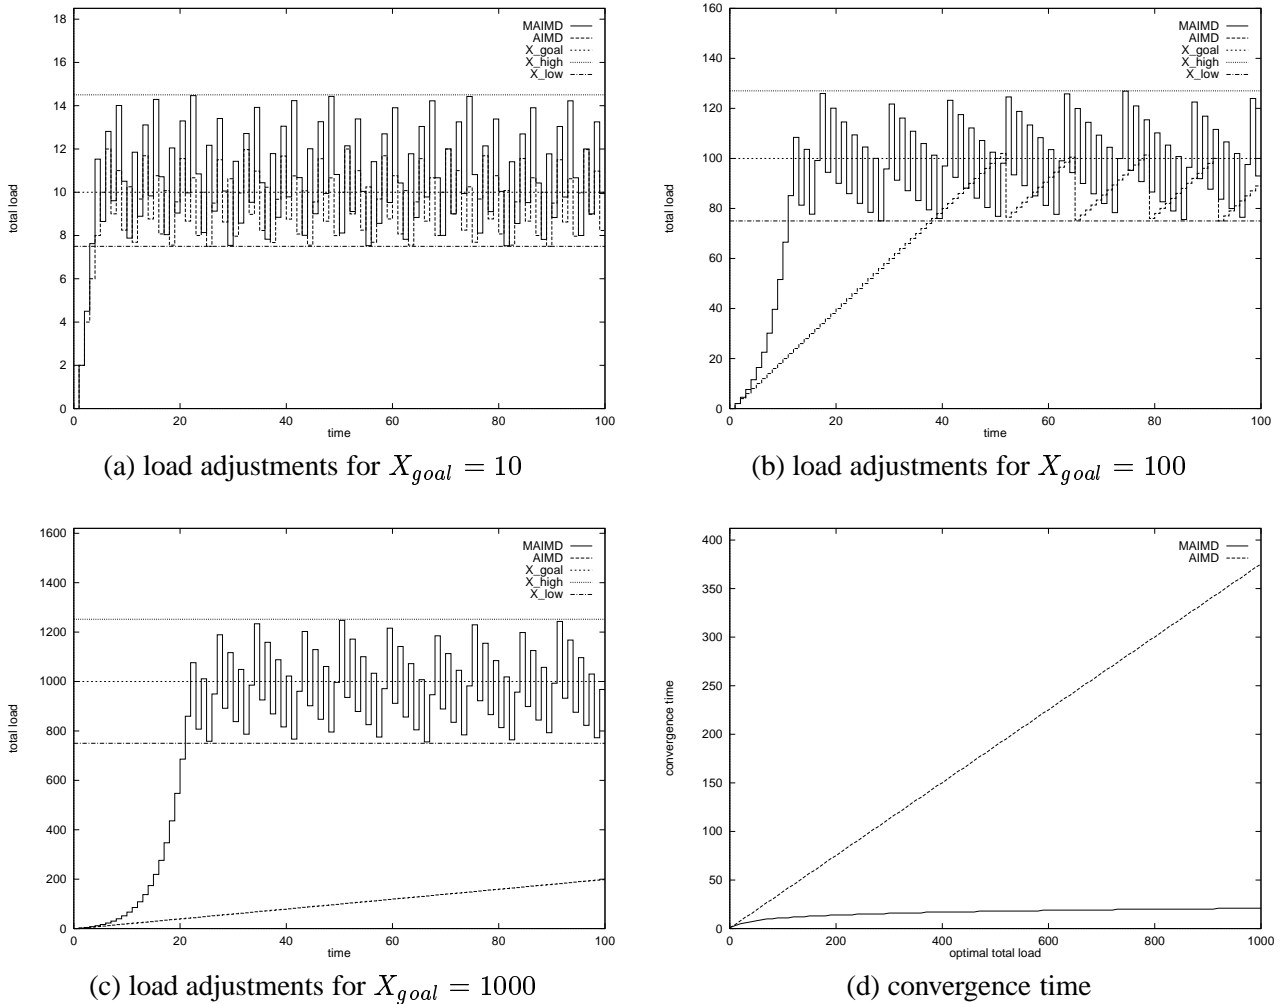 18
16
14
12
10
8
6
4
2
0
total load
MAIMD
AIMD
X_goal
X_high
X_low
0 20 40 60 80 100
time
(a) load adjustments for X_goal = 10
160
140
120
100
80
60
40
20
0
total load
MAIMD
AIMD
X_goal
X_high
X_low
0 20 40 60 80 100
time
(b) load adjustments for X_goal = 100
1600
1400
1200
1000
800
600
400
200
0
total load
MAIMD
AIMD
X_goal
X_high
X_low
0 20 40 60 80 100
time
(c) load adjustments for X_goal = 1000
400
350
300
250
200
150
100
50
0
convergence time
MAIMD
AIMD
0 200 400 600 800 1000
optimal total load
(d) convergence time